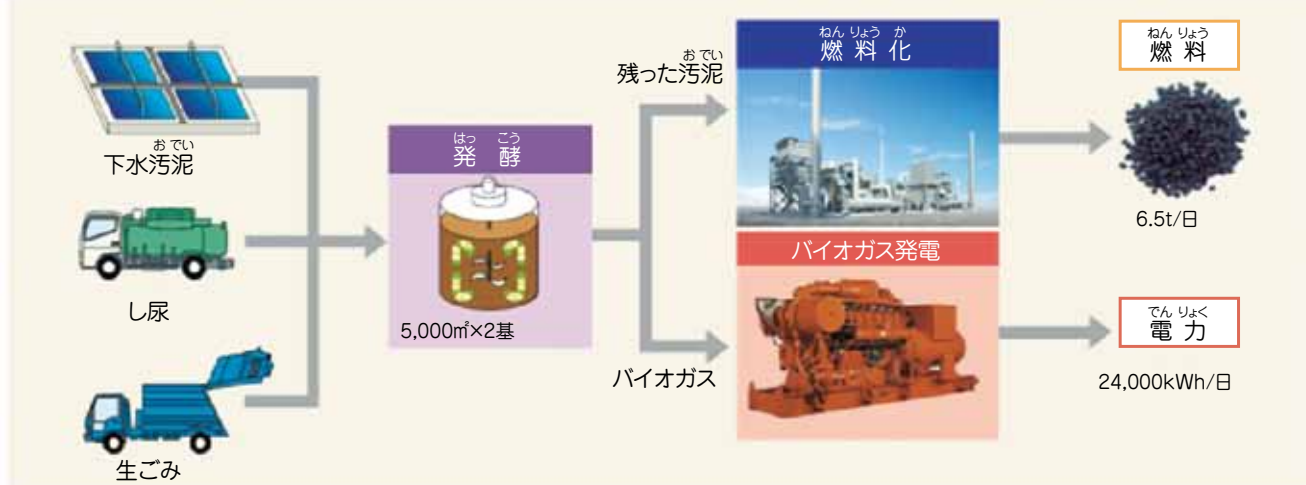 下水汚泥
おでい
し尿
生ごみ
はっこう
発酵
5,000㎥×2基
おでい
残った汚泥
バイオガス
ねんりょうか
燃料化
バイオガス発電
ねんりょう
燃料
6.5t/日
でんりょく
電力
24,000kWh/日